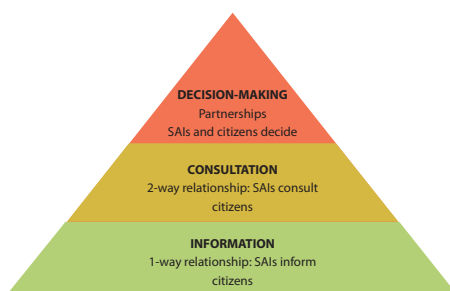 DECISION-MAKING
Partnerships
SAIs and citizens decide
CONSULTATION
2-way relationship: SAIs consult
citizens
INFORMATION
1-way relationship: SAIs inform
citizens